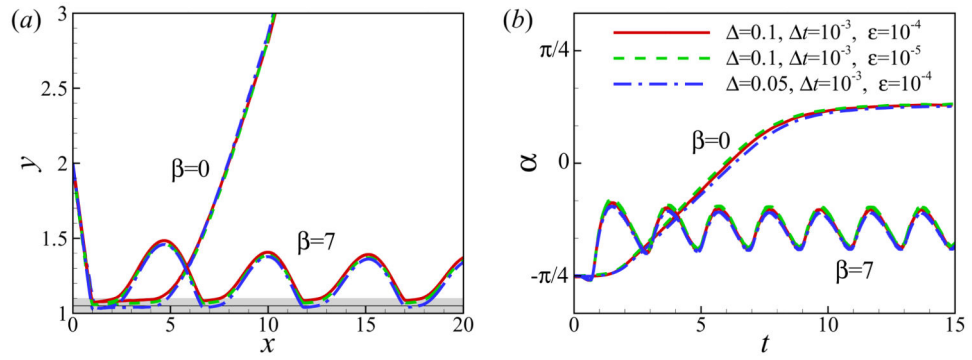 (a)
3
2.5
y
2
1.5
1
0
5
10
15
20
x
β=0
β=7
(b)
π/4
α
0
-π/4
0
5
10
15
t
Δ=0.1, Δt=10⁻³, ε=10⁻⁴
Δ=0.1, Δt=10⁻³, ε=10⁻⁵
Δ=0.05, Δt=10⁻³, ε=10⁻⁴
β=0
β=7